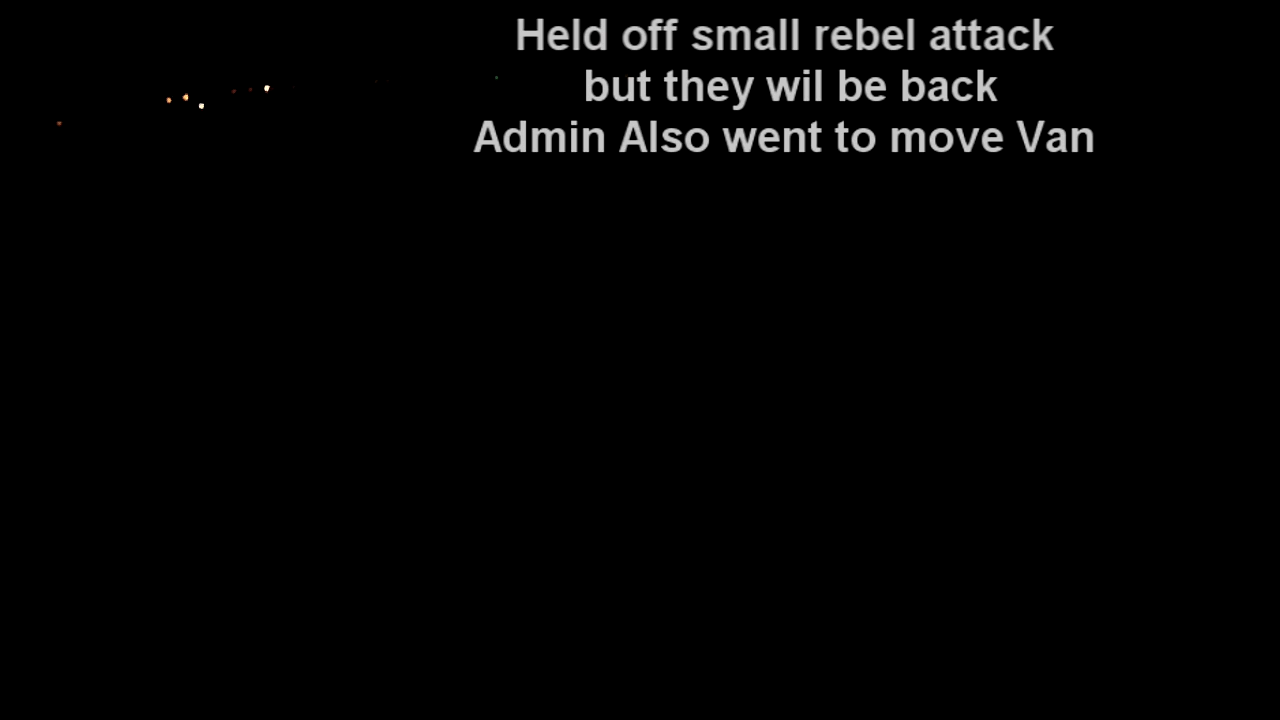 Held off small rebel attack
but they wil be back
Admin Also went to move Van